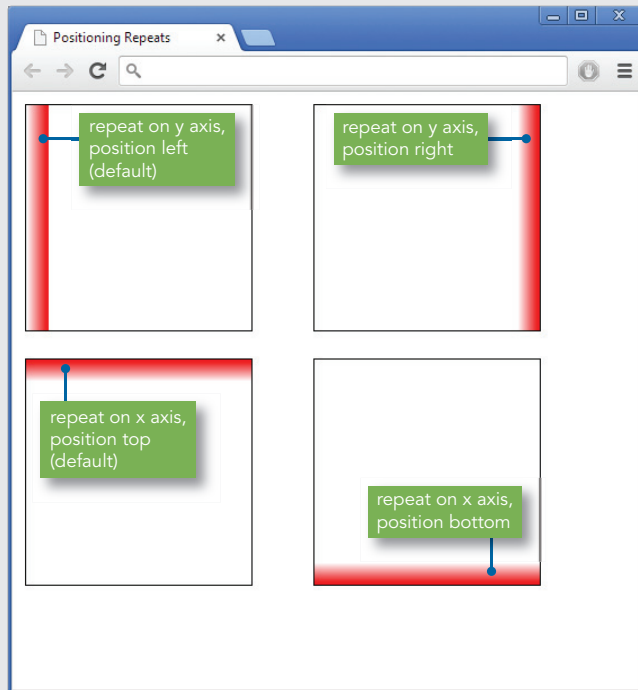 Positioning Repeats
repeat on y axis,
position left
(default)
repeat on y axis,
position right
repeat on x axis,
position top
(default)
repeat on x axis,
position bottom